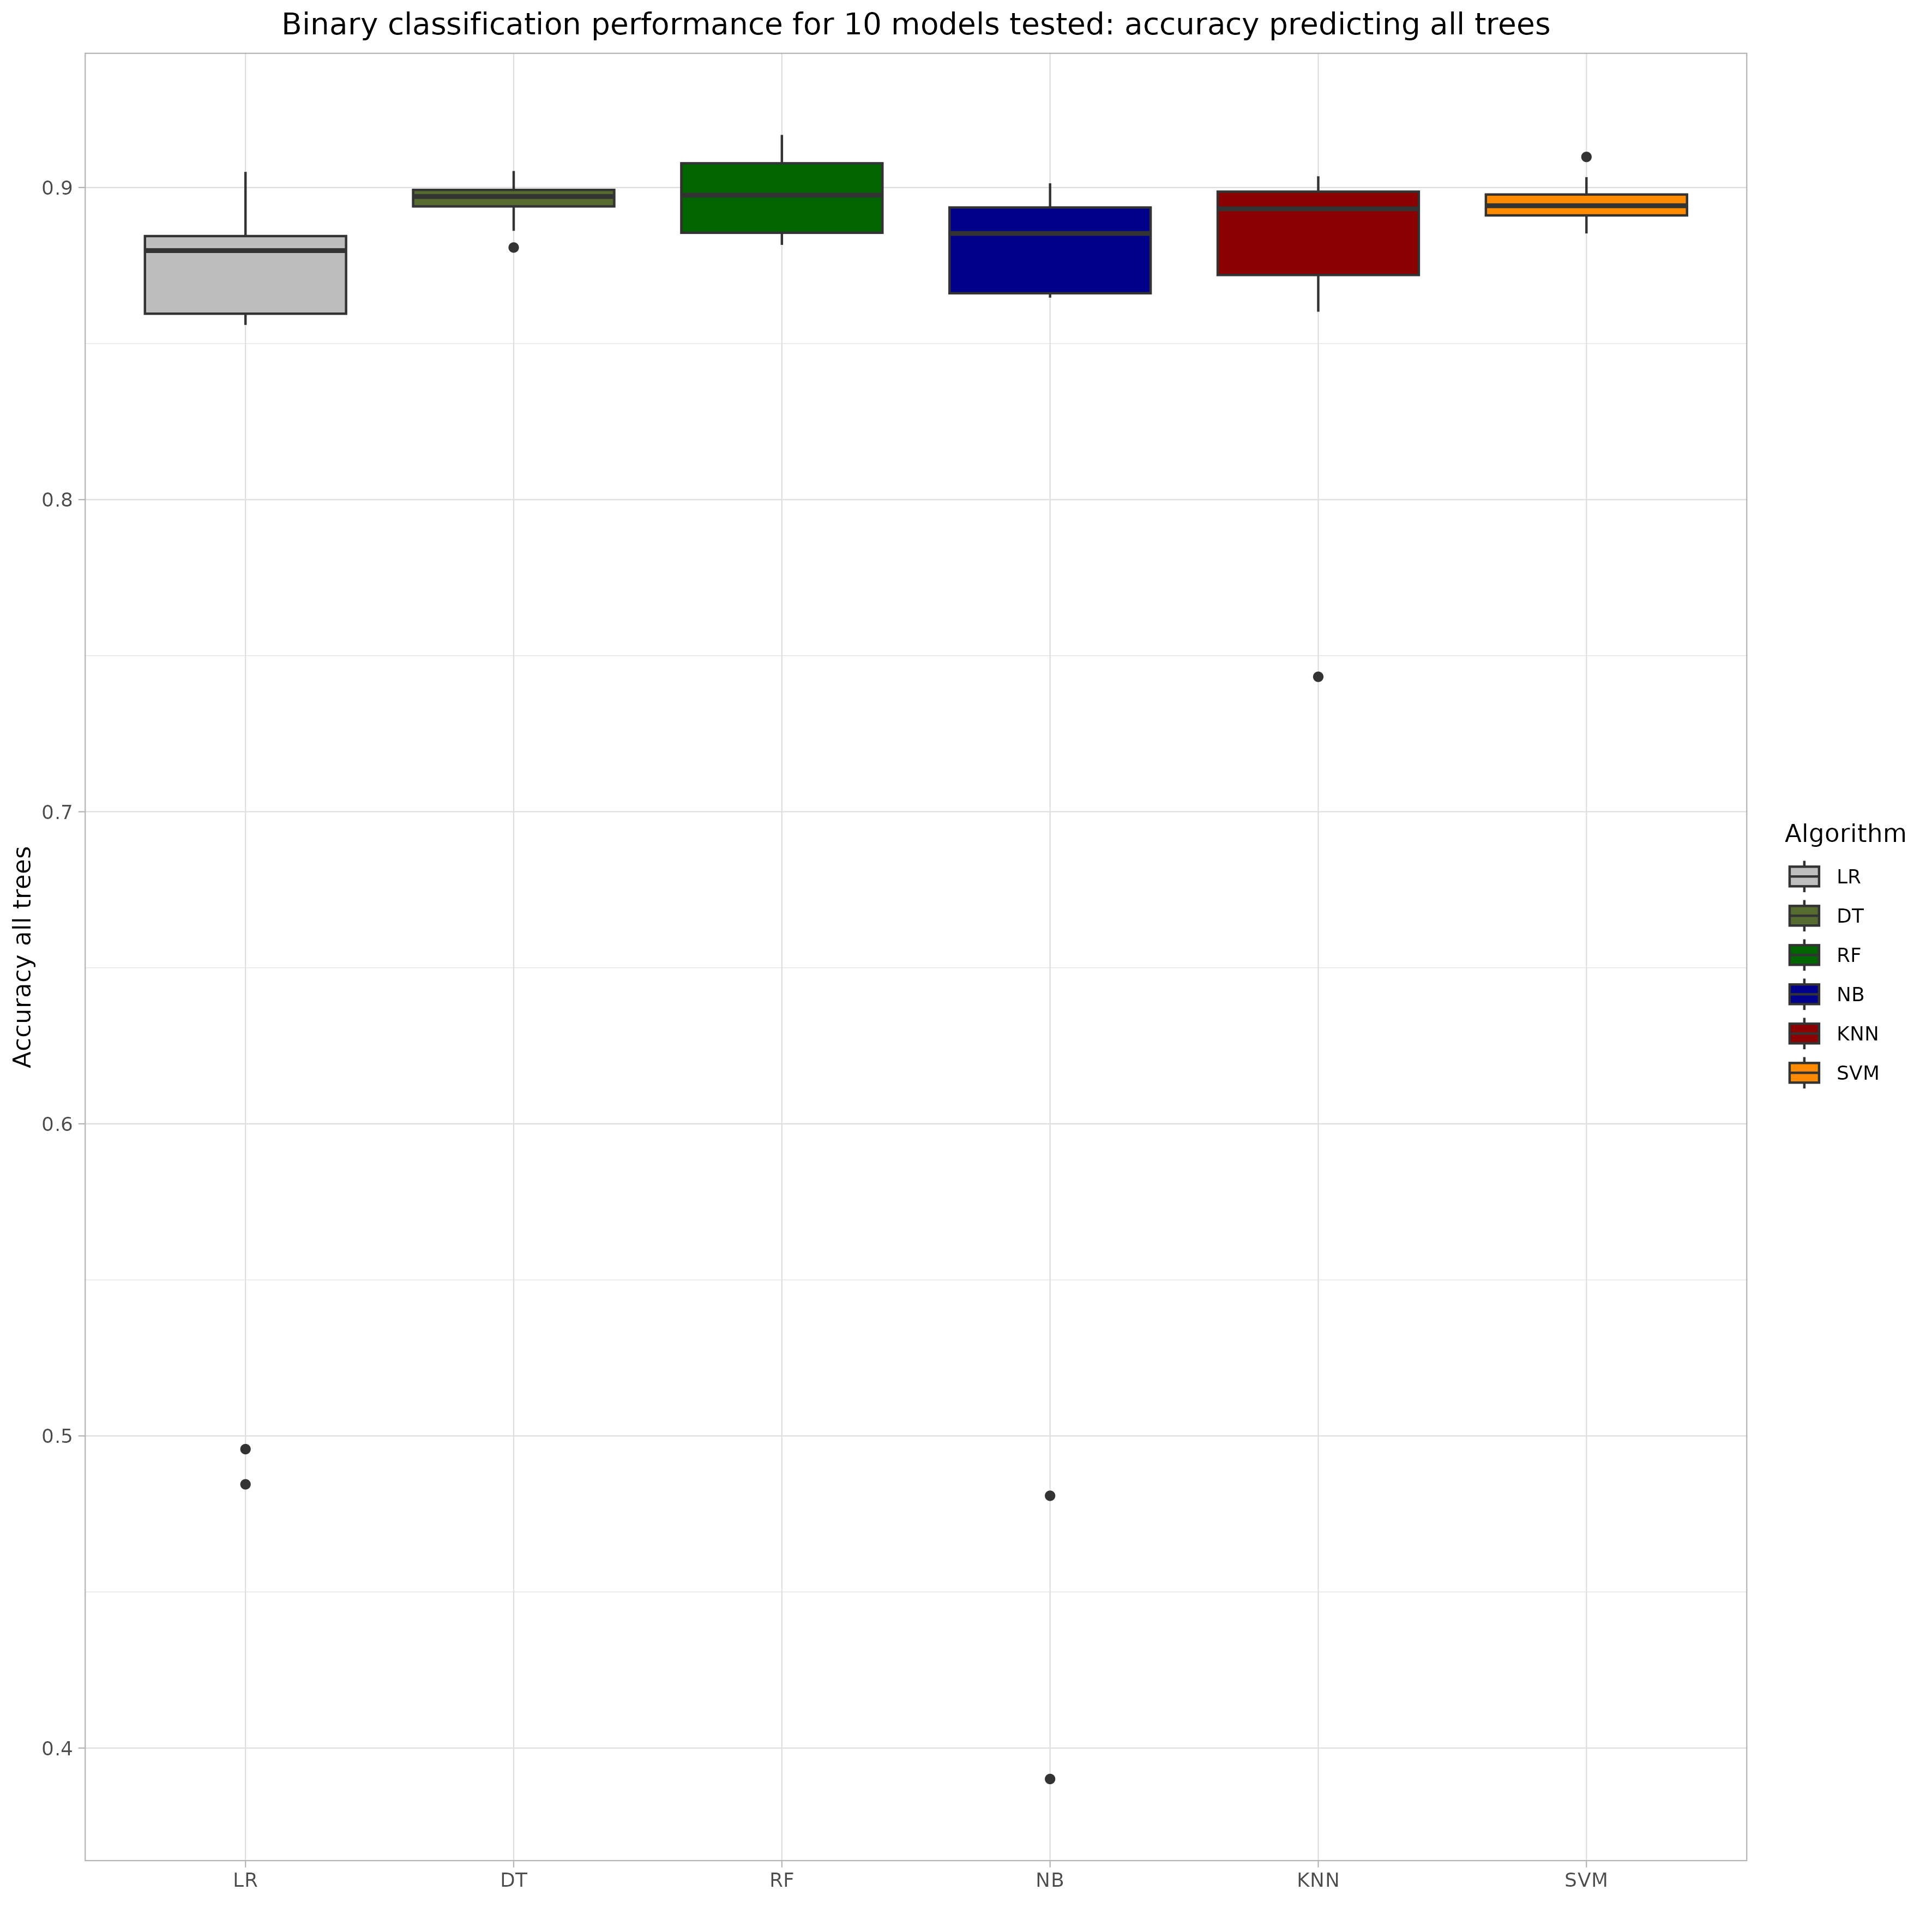 Binary classification performance for 10 models tested: accuracy predicting all trees
Accuracy all trees
0.9
0.8
0.7
0.6
0.5
0.4
LR
DT
RF
NB
KNN
SVM
Algorithm
LR
DT
RF
NB
KNN
SVM